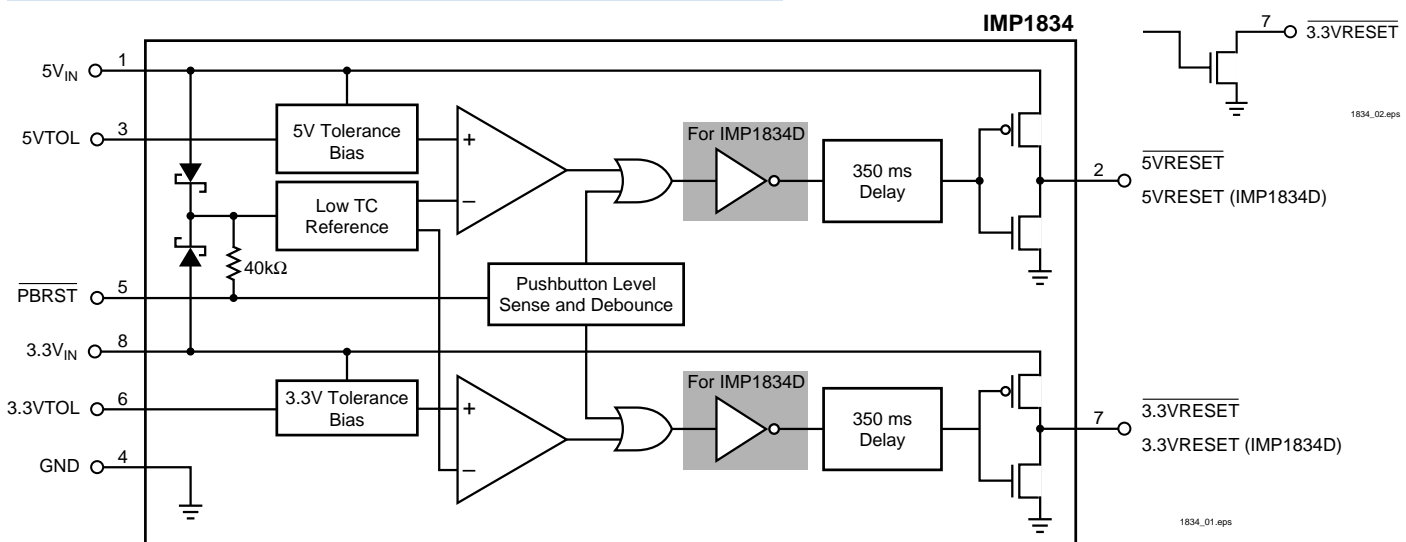 IMP1834
7
3.3VRESET
1834_02.eps
5VIN
1
5VTOL
3
5V Tolerance
Bias
+
−
Low TC
Reference
40kΩ
For IMP1834D
350 ms
Delay
2
5VRESET
5VRESET (IMP1834D)
PBRST
5
Pushbutton Level
Sense and Debounce
3.3VIN
8
3.3VTOL
6
3.3V Tolerance
Bias
+
−
For IMP1834D
350 ms
Delay
7
3.3VRESET
3.3VRESET (IMP1834D)
GND
4
1834_01.eps